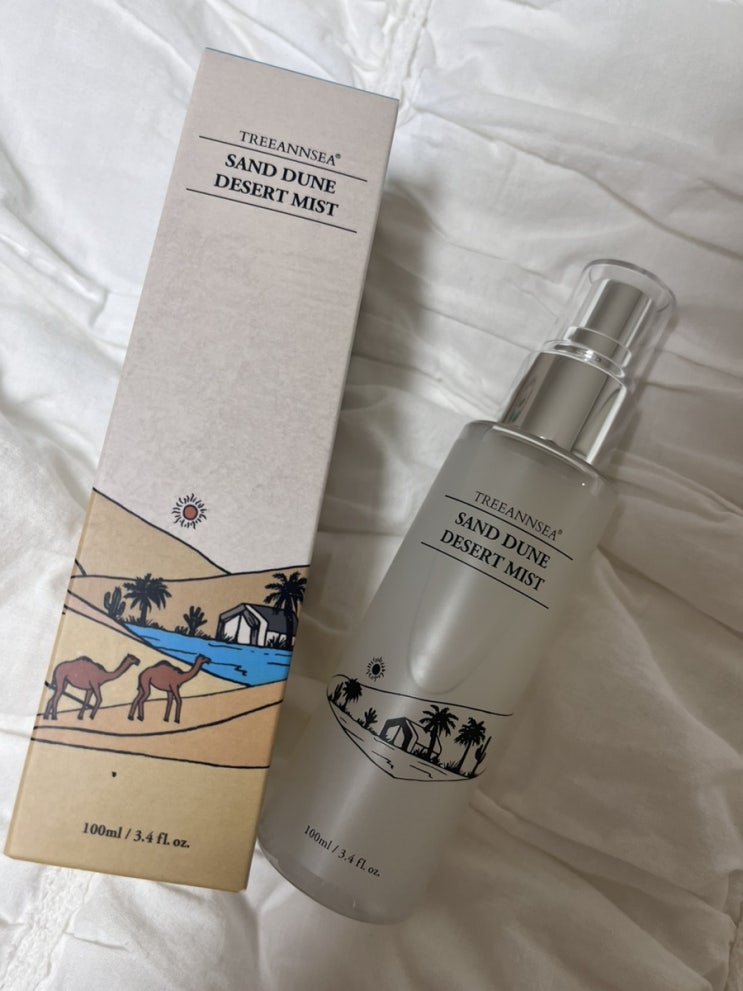 TREEANNSEA®
SAND DUNE
DESERT MIST
100ml / 3.4 fl. oz.
TREEANNSEA®
SAND DUNE
DESERT MIST
100ml / 3.4 fl. oz.